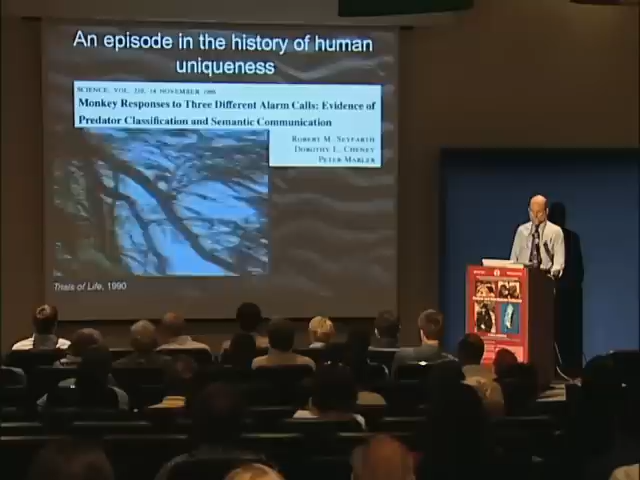 An episode in the history of human
uniqueness
SCIENCE, VOL. 210, 14 NOVEMBER 1980
Monkey Responses to Three Different Alarm Calls: Evidence of
Predator Classification and Semantic Communication
ROBERT M. SEYFARTH
DOROTHY L. CHENEY
PETER MARLER
Trials of Life, 1990